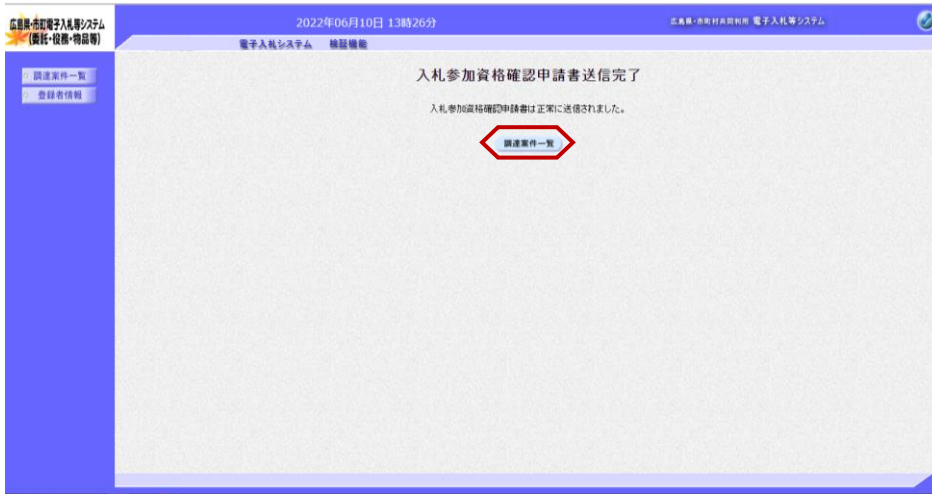 広島県・市町電子入札等システム
(委託・役務・物品等)
2022年06月10日 13時26分
広島県・市町村共同利用 電子入札等システム
電子入札システム 検証機能
調達案件一覧
登録者情報
入札参加資格確認申請書送信完了
入札参加資格確認申請書は正常に送信されました。
調達案件一覧